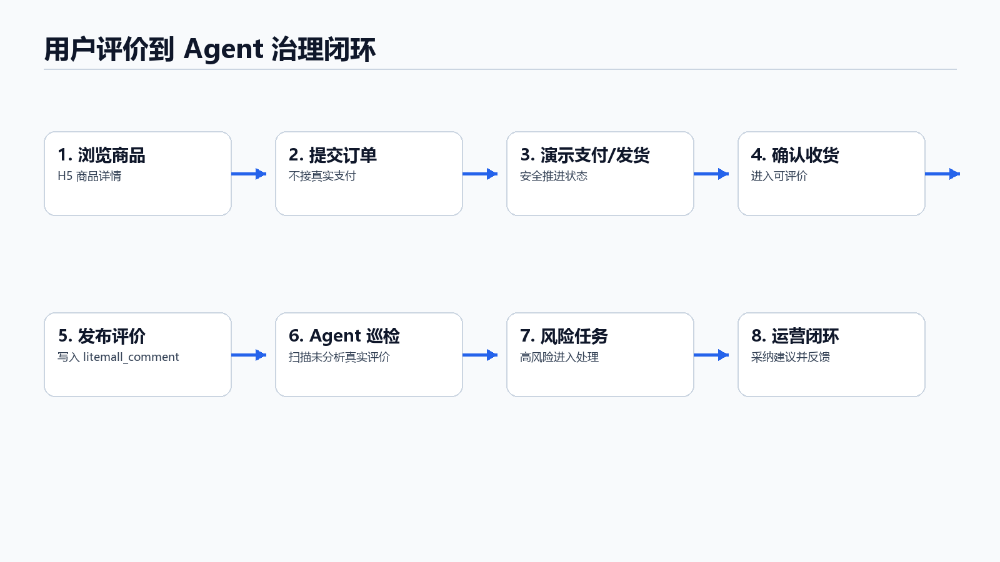 用户评价到 Agent 治理闭环
1. 浏览商品
H5 商品详情
2. 提交订单
不接真实支付
3. 演示支付/发货
安全推进状态
4. 确认收货
进入可评价
5. 发布评价
写入 litemall_comment
6. Agent 巡检
扫描未分析真实评价
7. 风险任务
高风险进入处理
8. 运营闭环
采纳建议并反馈